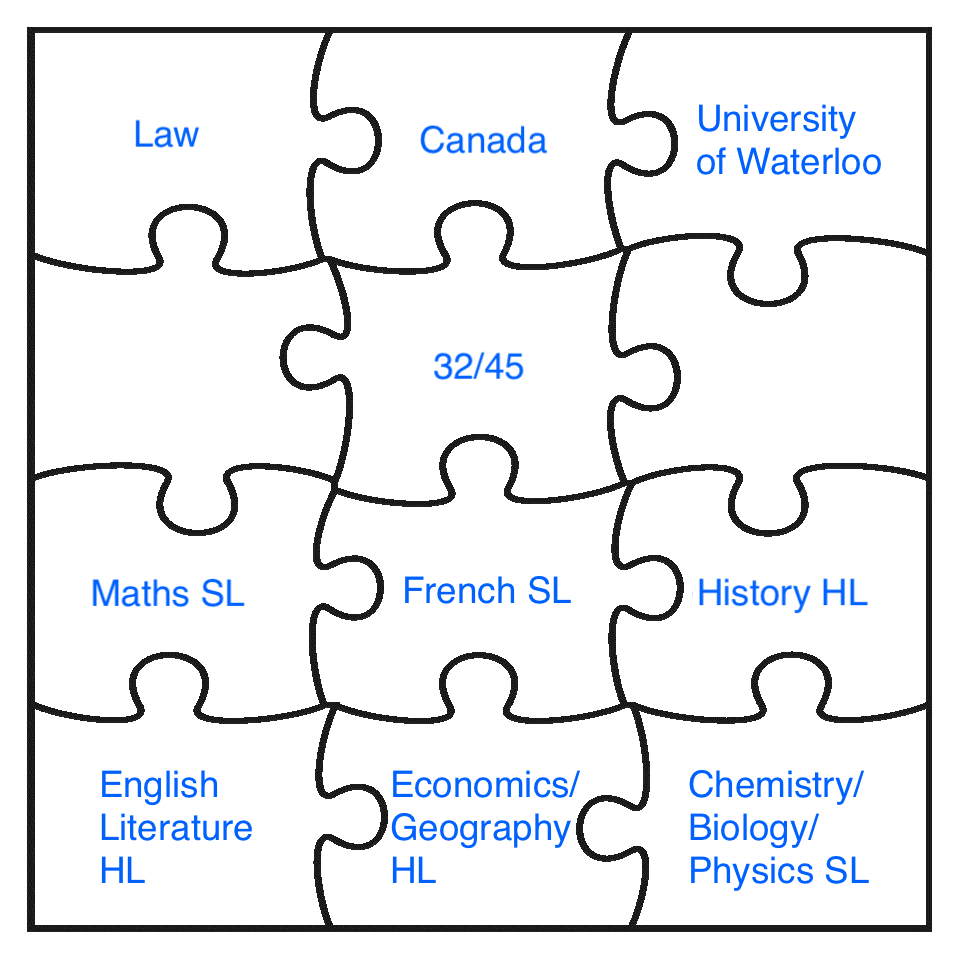 Law
Canada
University
of Waterloo
32/45
Maths SL
French SL
History HL
English
Literature
HL
Economics/
Geography
HL
Chemistry/
Biology/
Physics SL